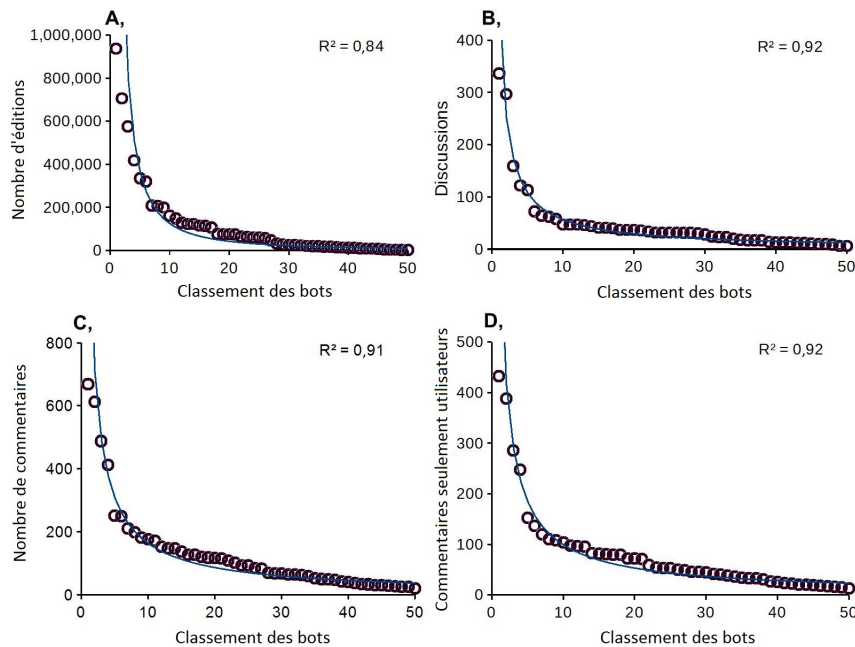 A,
R² = 0,84
Nombre d'éditions
1,000,000
800,000
600,000
400,000
200,000
0
0 10 20 30 40 50
Classement des bots
B,
R² = 0,92
Discussions
400
300
200
100
0
0 10 20 30 40 50
Classement des bots
C,
R² = 0,91
Nombre de commentaires
800
600
400
200
0
0 10 20 30 40 50
Classement des bots
D,
R² = 0,92
Commentaires seulement utilisateurs
500
400
300
200
100
0
0 10 20 30 40 50
Classement des bots